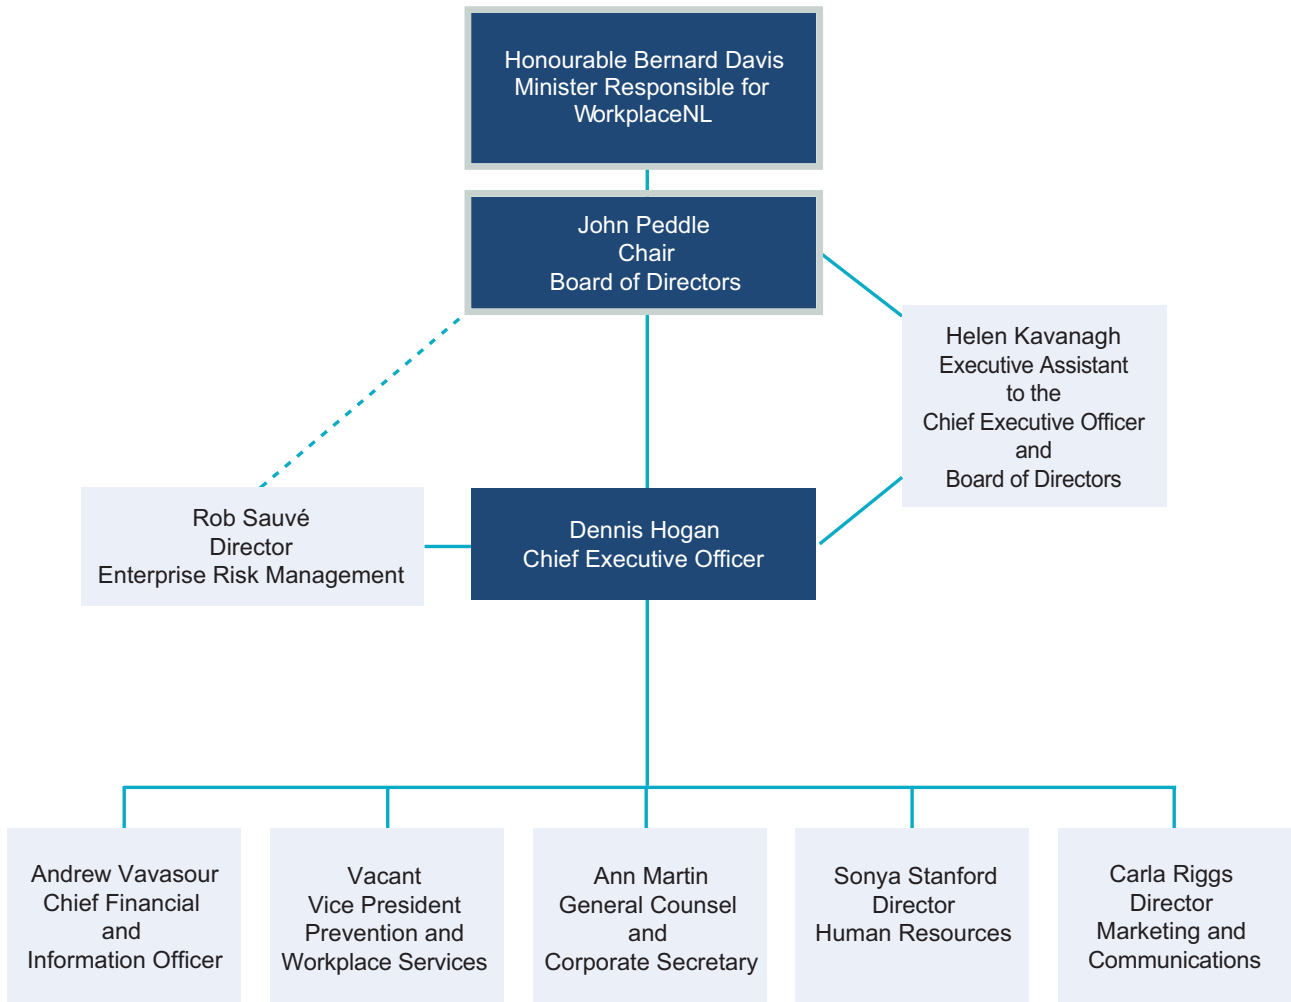 Honourable Bernard Davis
Minister Responsible for
WorkplaceNL
John Peddle
Chair
Board of Directors
Helen Kavanagh
Executive Assistant
to the
Chief Executive Officer
and
Board of Directors
Rob Sauvé
Director
Enterprise Risk Management
Dennis Hogan
Chief Executive Officer
Andrew Vavasour
Chief Financial
and
Information Officer
Vacant
Vice President
Prevention and
Workplace Services
Ann Martin
General Counsel
and
Corporate Secretary
Sonya Stanford
Director
Human Resources
Carla Riggs
Director
Marketing and
Communications